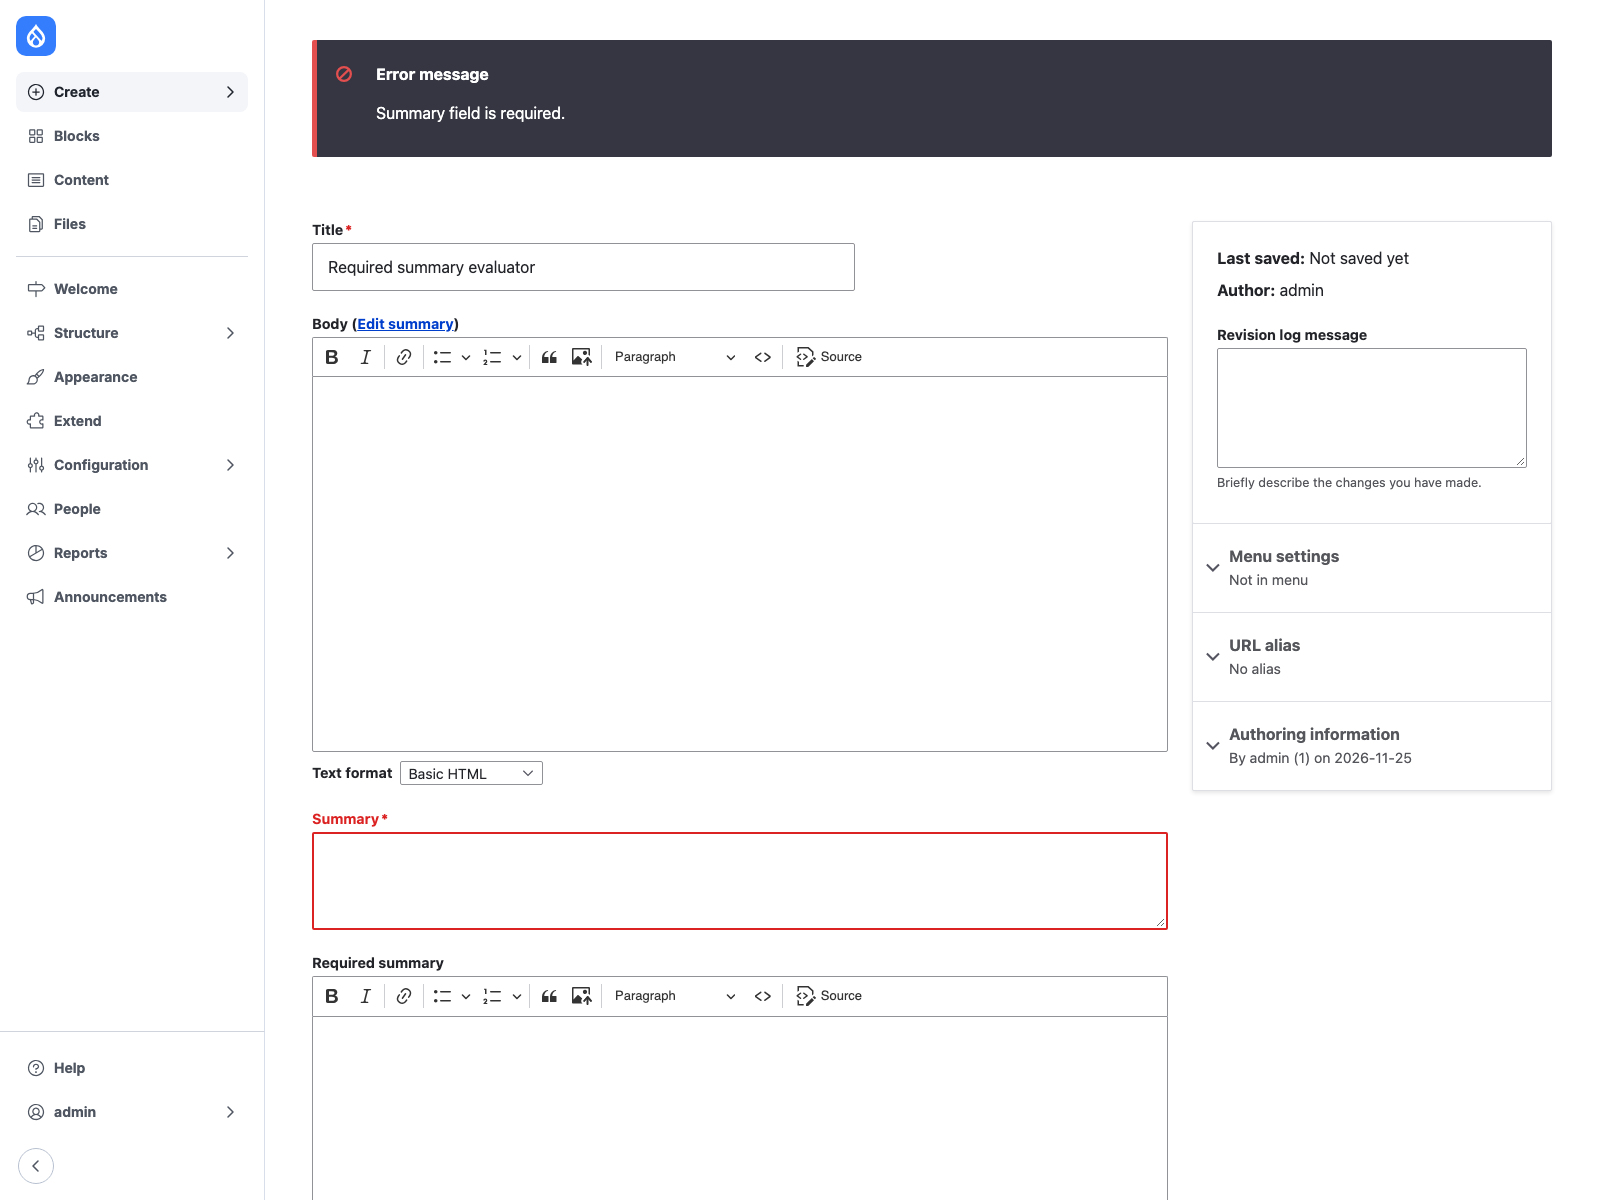 Create
Blocks
Content
Files
Welcome
Structure
Appearance
Extend
Configuration
People
Reports
Announcements
Help
admin
Error message
Summary field is required.
Title*
Required summary evaluator
Body (Edit summary)
Paragraph
Source
Text format Basic HTML
Summary*
Required summary
Paragraph
Source
Last saved: Not saved yet
Author: admin
Revision log message
Briefly describe the changes you have made.
Menu settings
Not in menu
URL alias
No alias
Authoring information
By admin (1) on 2026-11-25